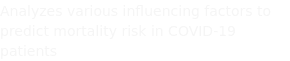 Analyzes various influencing factors to
predict mortality risk in COVID-19
patients